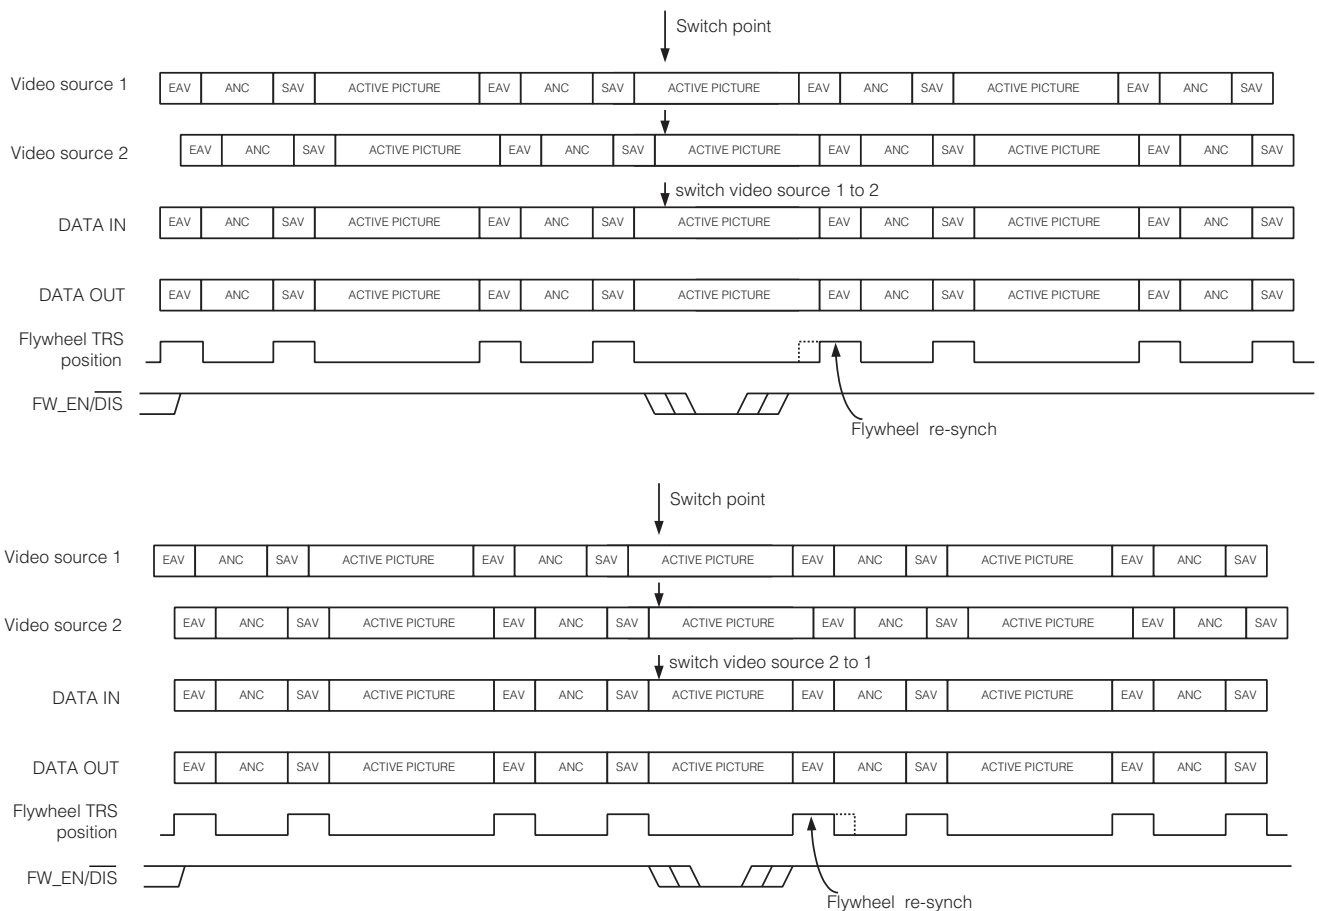 Switch point
Video source 1 EAV ANC SAV ACTIVE PICTURE EAV ANC SAV ACTIVE PICTURE EAV ANC SAV ACTIVE PICTURE EAV ANC SAV
Video source 2 EAV ANC SAV ACTIVE PICTURE EAV ANC SAV ACTIVE PICTURE EAV ANC SAV ACTIVE PICTURE EAV ANC SAV
switch video source 1 to 2
DATA IN EAV ANC SAV ACTIVE PICTURE EAV ANC SAV ACTIVE PICTURE EAV ANC SAV ACTIVE PICTURE EAV ANC SAV
DATA OUT EAV ANC SAV ACTIVE PICTURE EAV ANC SAV ACTIVE PICTURE EAV ANC SAV ACTIVE PICTURE EAV ANC SAV
Flywheel TRS
position
FW_EN/DIS
Flywheel re-synch
Switch point
Video source 1 EAV ANC SAV ACTIVE PICTURE EAV ANC SAV ACTIVE PICTURE EAV ANC SAV ACTIVE PICTURE EAV ANC SAV
Video source 2 EAV ANC SAV ACTIVE PICTURE EAV ANC SAV ACTIVE PICTURE EAV ANC SAV ACTIVE PICTURE EAV ANC SAV
switch video source 2 to 1
DATA IN EAV ANC SAV ACTIVE PICTURE EAV ANC SAV ACTIVE PICTURE EAV ANC SAV ACTIVE PICTURE EAV ANC SAV
DATA OUT EAV ANC SAV ACTIVE PICTURE EAV ANC SAV ACTIVE PICTURE EAV ANC SAV ACTIVE PICTURE EAV ANC SAV
Flywheel TRS
position
FW_EN/DIS
Flywheel re-synch